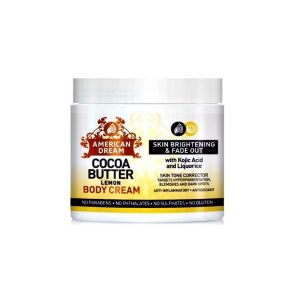 AMERICAN
DREAM
COCOA
BUTTER
LEMON
BODY CREAM
SKIN BRIGHTENING
& FADE OUT
with Kojic Acid
and Liquorice
SKIN TONE CORRECTOR
TARGETS HYPERPIGMENTATION,
BLEMISHES AND DARK SPOTS
ANTI-INFLAMMATORY • ANTIOXIDANT
NO PARABENS • NO PHTHALATES • NO SULPHATES • NO GLUTEN